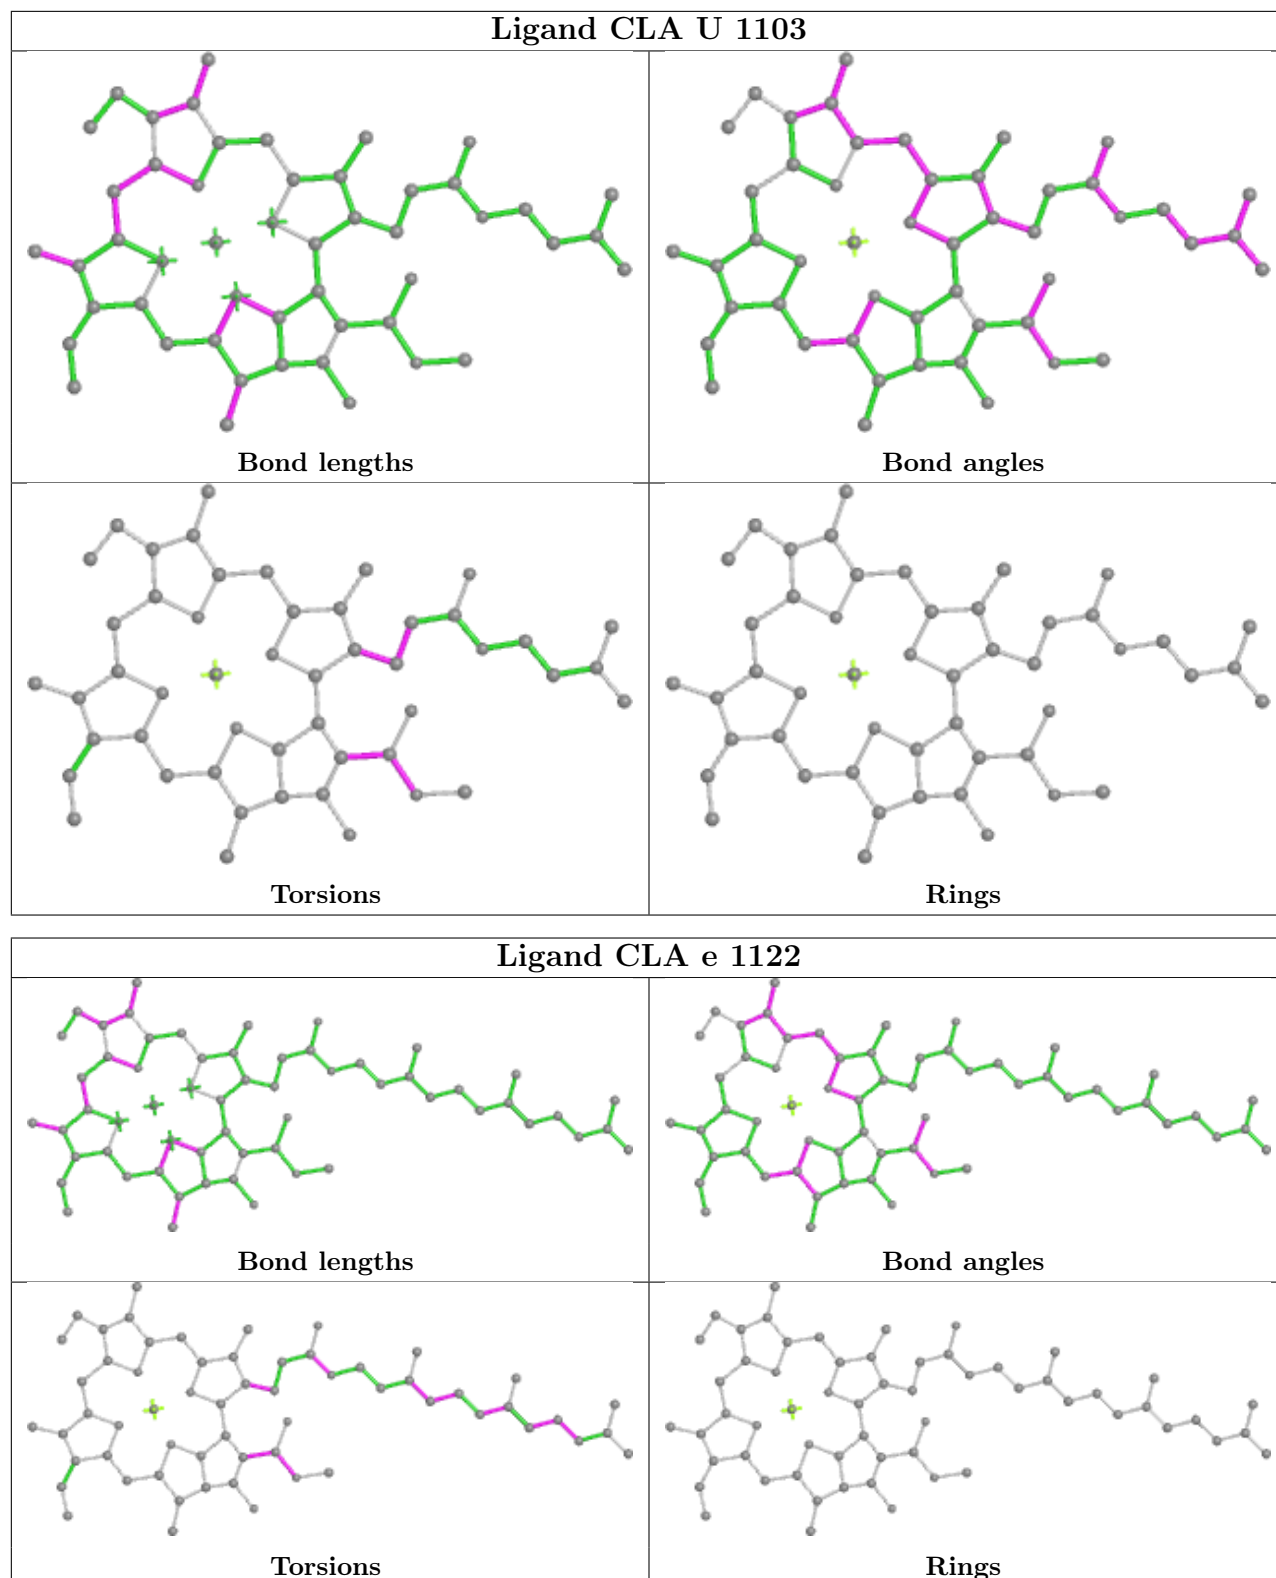 Ligand CLA U 1103
Bond lengths
Bond angles
Torsions
Rings
Ligand CLA e 1122
Bond lengths
Bond angles
Torsions
Rings